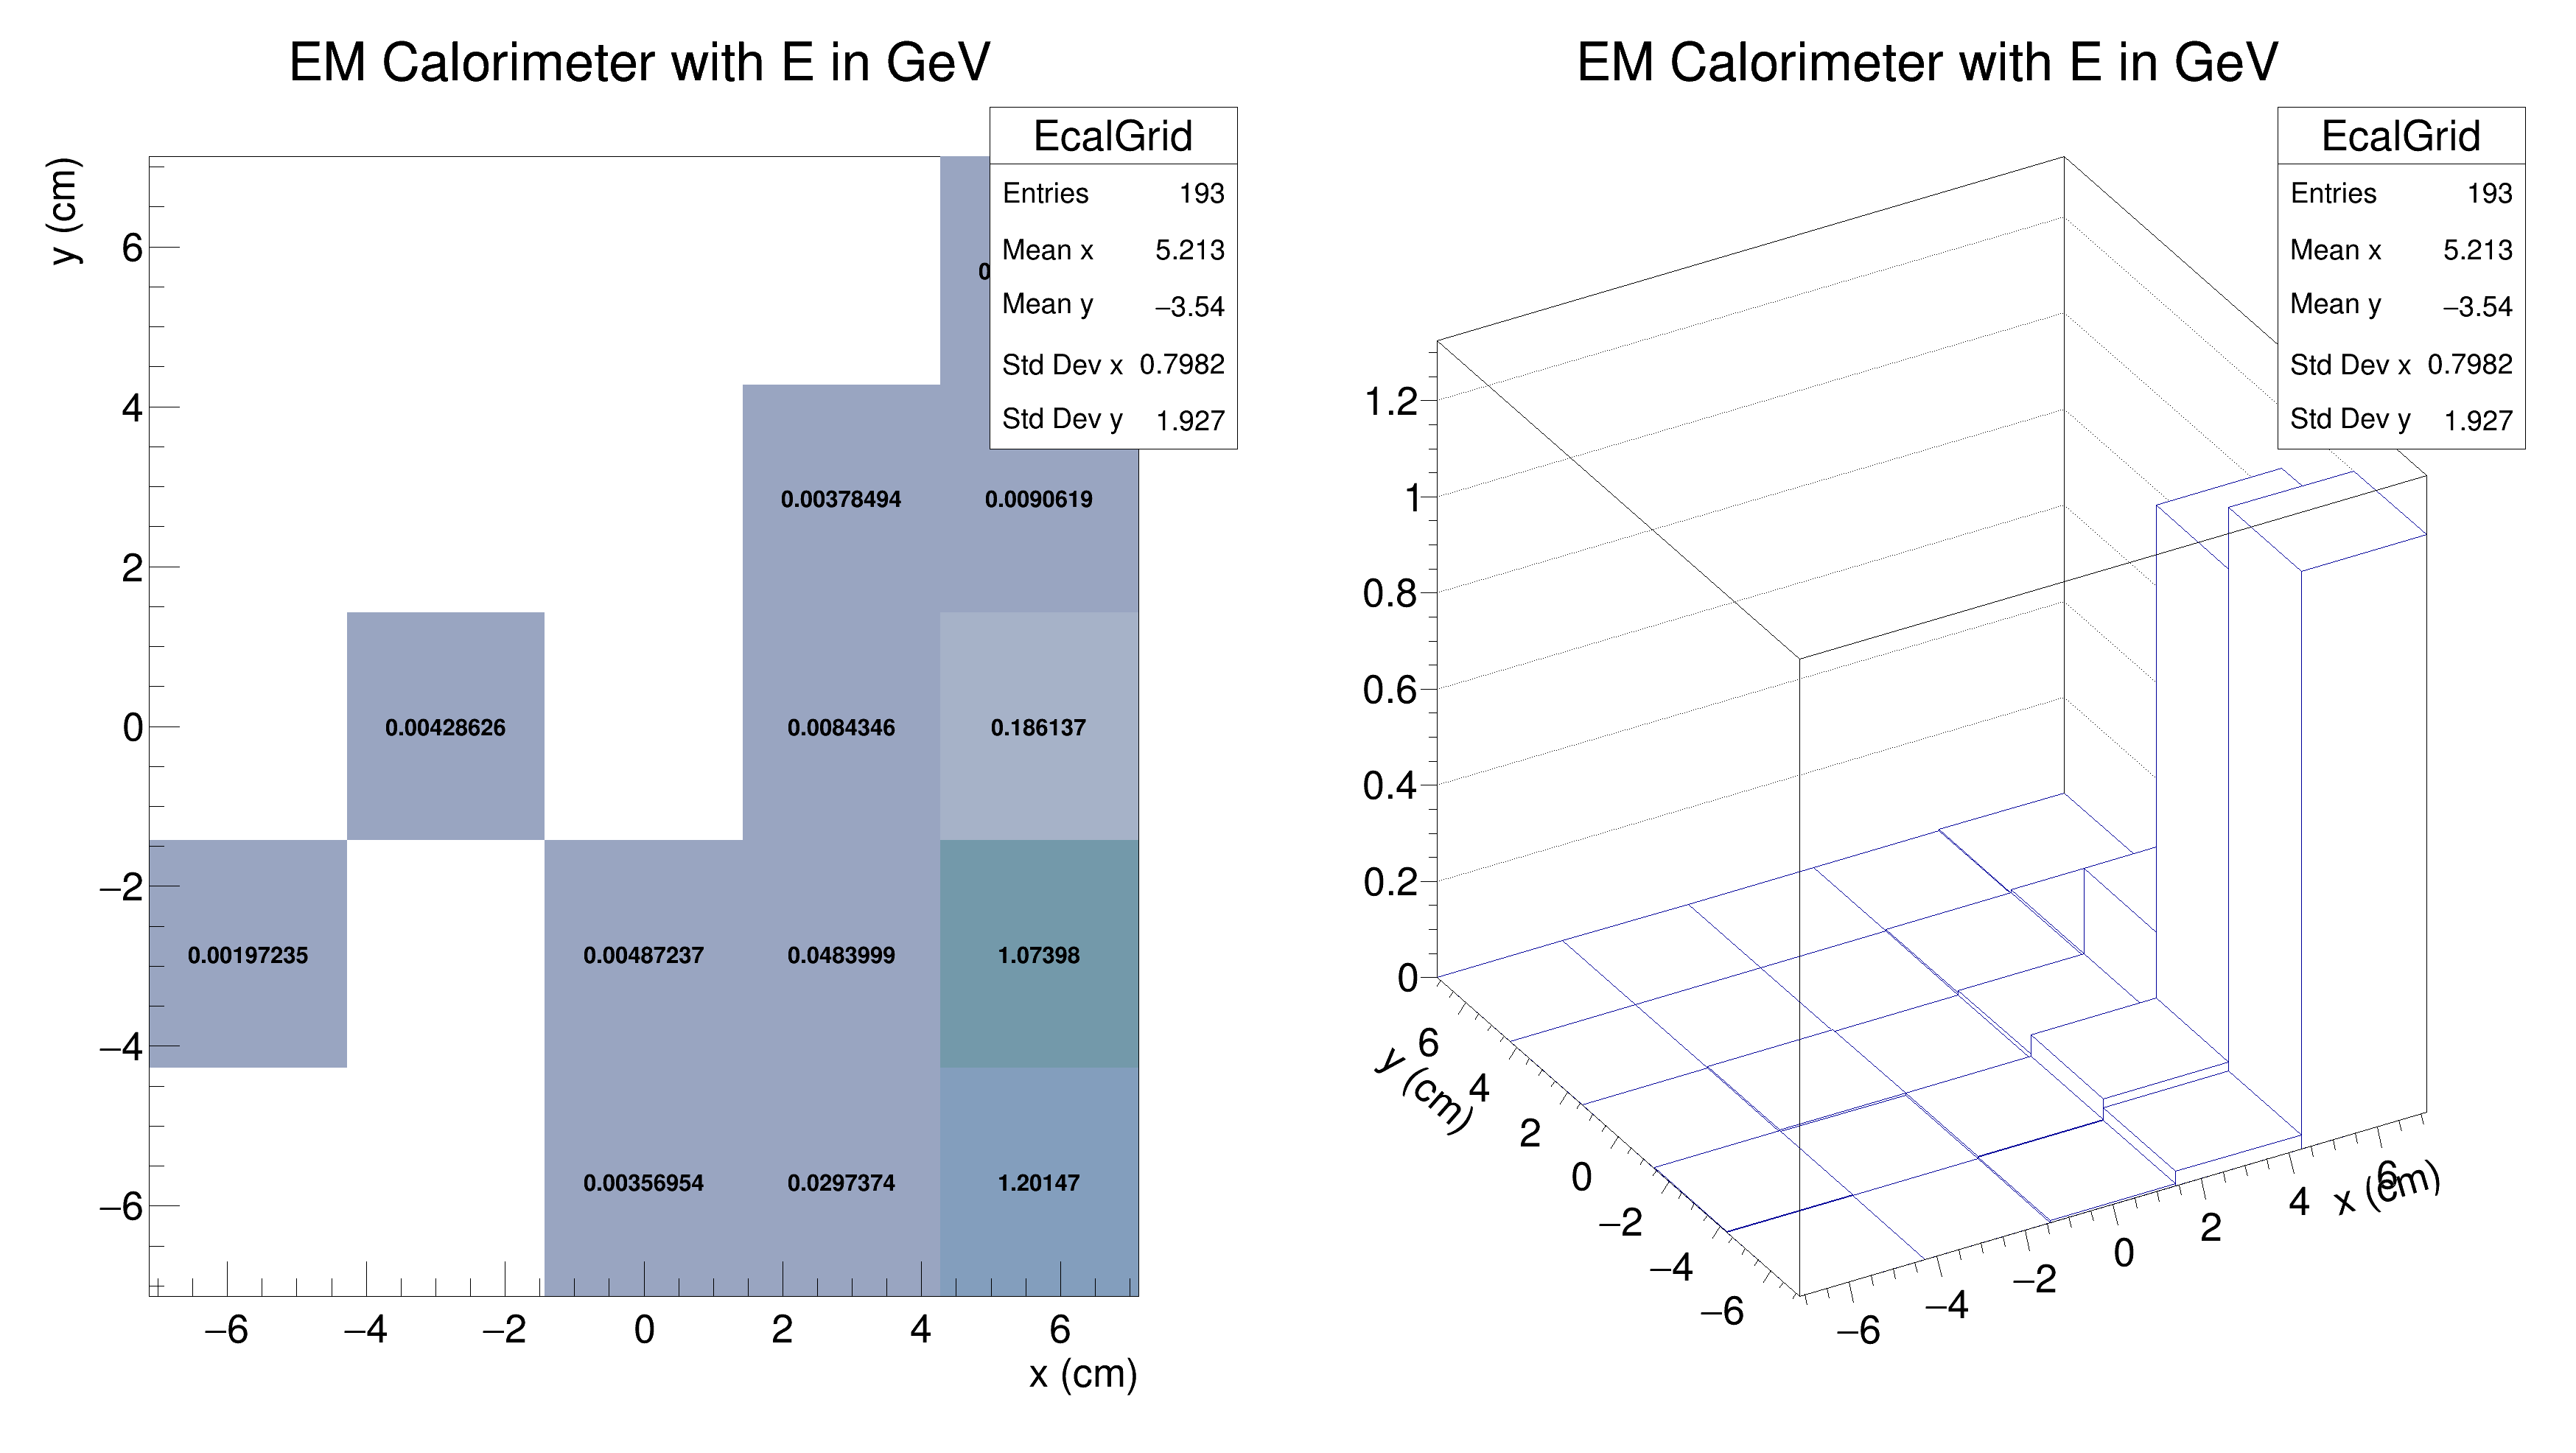 EM Calorimeter with E in GeV
EcalGrid
Entries 193
Mean x 5.213
Mean y −3.54
Std Dev x 0.7982
Std Dev y 1.927
y (cm)
6
4
2
0
−2
−4
−6
0.00378494 0.0090619
0.00428626 0.0084346 0.186137
0.00197235 0.00487237 0.0483999 1.07398
0.00356954 0.0297374 1.20147
−6 −4 −2 0 2 4 6
x (cm)
EM Calorimeter with E in GeV
EcalGrid
Entries 193
Mean x 5.213
Mean y −3.54
Std Dev x 0.7982
Std Dev y 1.927
1.2
1
0.8
0.6
0.4
0.2
0
6
4
2
0
−2
−4
−6
y (cm)
−6
−4
−2
0
2
4
6
x (cm)